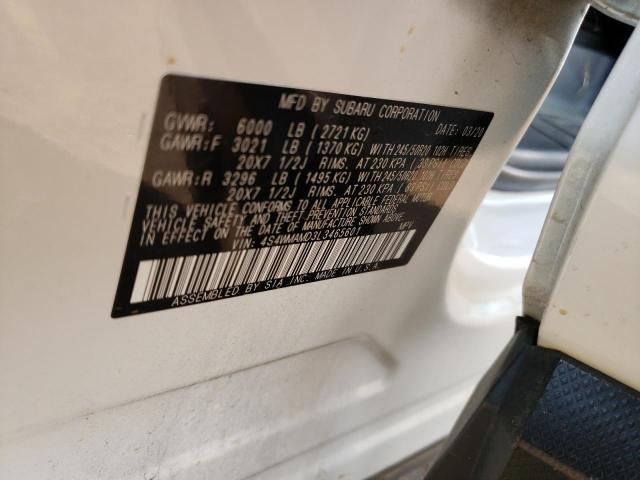 MFD BY SUBARU CORPORATION
DATE: 03/20
GVWR: 6000 LB (2721 KG)
GAWR:F 3021 LB (1370 KG) WITH 245/50R20 102H TIRES
20X7 1/2J RIMS. AT 230 KPA
GAWR:R 3296 LB (1495 KG) WITH 245/50R20 102H TIRES
20X7 1/2J RIMS. AT 230 KPA
THIS VEHICLE CONFORMS TO ALL APPLICABLE FEDERAL MOTOR
VEHICLE SAFETY STANDARDS IN EFFECT ON THE
DATE OF MANUFACTURE SHOWN ABOVE.
VIN: 4S4WMAMD3L3465601 MPV
ASSEMBLED BY SIA INC. MADE IN U.S.A.